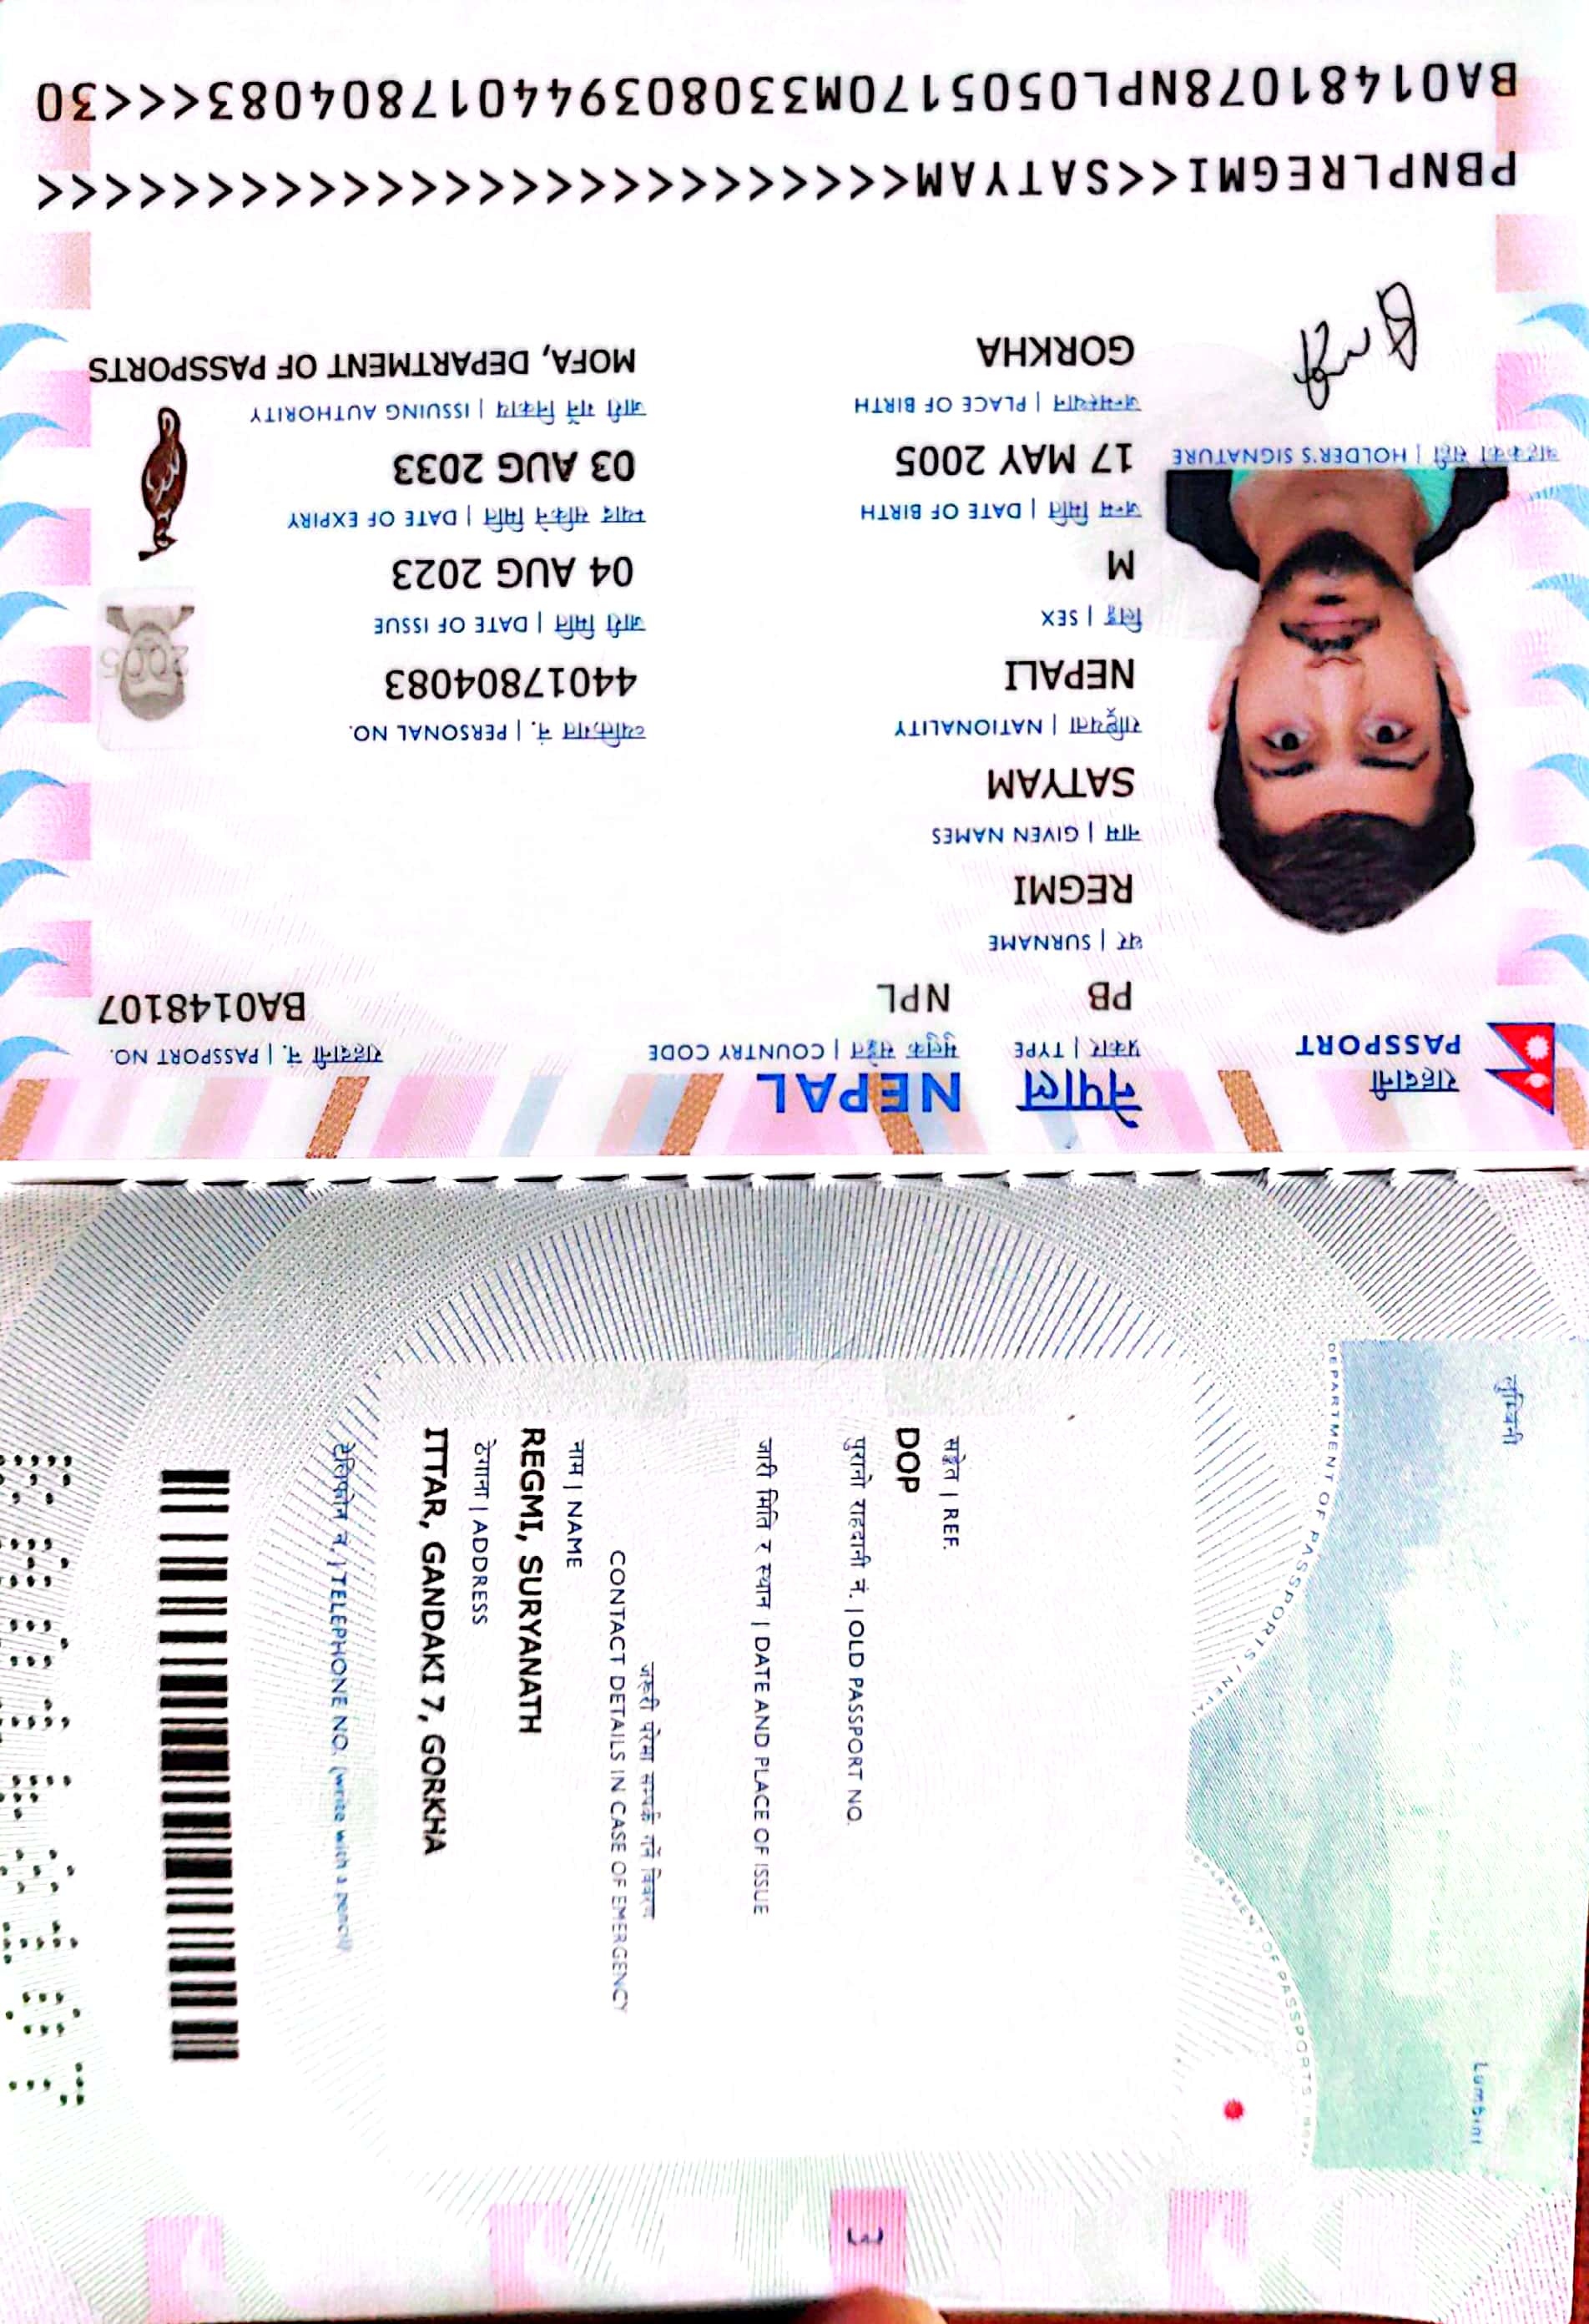 3
Lumbini
लुम्बिनी
DEPARTMENT OF PASSPORTS / NEPAL
सङ्केत | REF.
DOP
पुरानो राहदानी नं. | OLD PASSPORT NO.
जारी मिति र स्थान | DATE AND PLACE OF ISSUE
जरुरी परेमा सम्पर्क गर्ने विवरण
CONTACT DETAILS IN CASE OF EMERGENCY
नाम | NAME
REGMI, SURYANATH
ठेगाना | ADDRESS
ITTAR, GANDAKI 7, GORKHA
टेलिफोन नं. | TELEPHONE NO. (write with a pencil)
राहदानी
PASSPORT
नेपाल NEPAL
प्रकार | TYPE
मुलुक सङ्केत | COUNTRY CODE
राहदानी नं. | PASSPORT NO.
PB
NPL
BA0148107
थर | SURNAME
REGMI
नाम | GIVEN NAMES
SATYAM
राष्ट्रियता | NATIONALITY
व्यक्तिगत नं. | PERSONAL NO.
NEPALI
44017804083
2005
लिङ्ग | SEX
जारी मिति | DATE OF ISSUE
M
04 AUG 2023
जन्म मिति | DATE OF BIRTH
म्याद सकिने मिति | DATE OF EXPIRY
17 MAY 2005
03 AUG 2033
बाहकको सही | HOLDER'S SIGNATURE
जन्मस्थान | PLACE OF BIRTH
जारी गर्ने निकाय | ISSUING AUTHORITY
GORKHA
MOFA, DEPARTMENT OF PASSPORTS
PBNPLREGMI<<SATYAM<<<<<<<<<<<<<<<<<<<<<<<<<<
BA01481078NPL0505170M330803944017804083<<<30